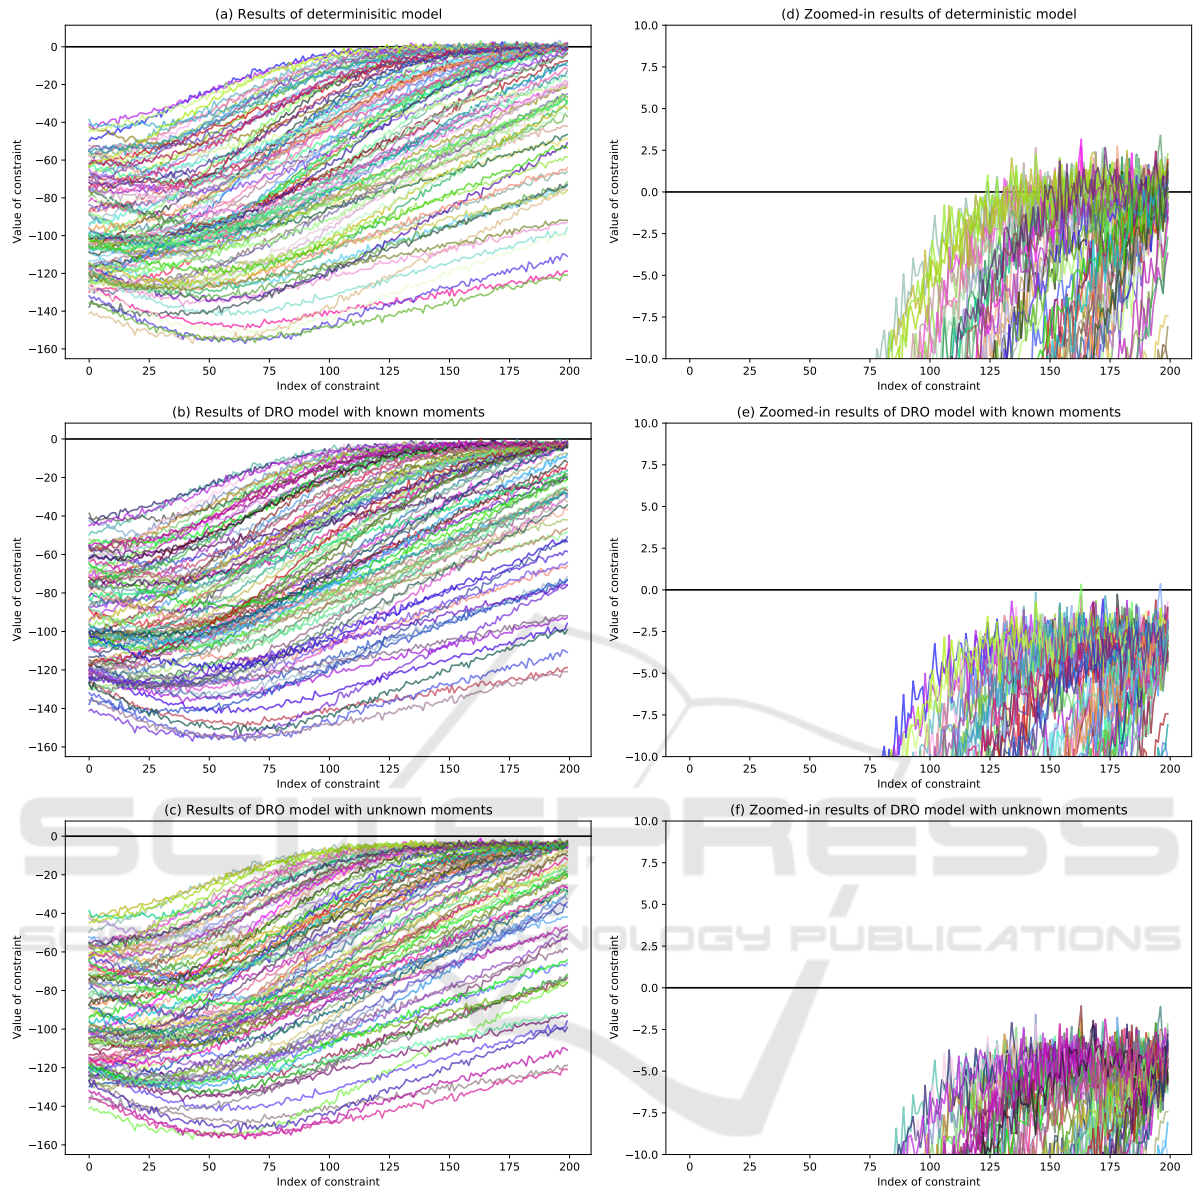 (a) Results of determinisitic model
0
−20
−40
−60
−80
−100
−120
−140
−160
Value of constraint
0 25 50 75 100 125 150 175 200
Index of constraint
(d) Zoomed-in results of deterministic model
10.0
7.5
5.0
2.5
0.0
−2.5
−5.0
−7.5
−10.0
Value of constraint
0 25 50 75 100 125 150 175 200
Index of constraint
(b) Results of DRO model with known moments
0
−20
−40
−60
−80
−100
−120
−140
−160
Value of constraint
0 25 50 75 100 125 150 175 200
Index of constraint
(e) Zoomed-in results of DRO model with known moments
10.0
7.5
5.0
2.5
0.0
−2.5
−5.0
−7.5
−10.0
Value of constraint
0 25 50 75 100 125 150 175 200
Index of constraint
(c) Results of DRO model with unknown moments
0
−20
−40
−60
−80
−100
−120
−140
−160
Value of constraint
0 25 50 75 100 125 150 175 200
Index of constraint
(f) Zoomed-in results of DRO model with unknown moments
10.0
7.5
5.0
2.5
0.0
−2.5
−5.0
−7.5
−10.0
Value of constraint
0 25 50 75 100 125 150 175 200
Index of constraint
SCITEPRESS
PUBLICATIONS